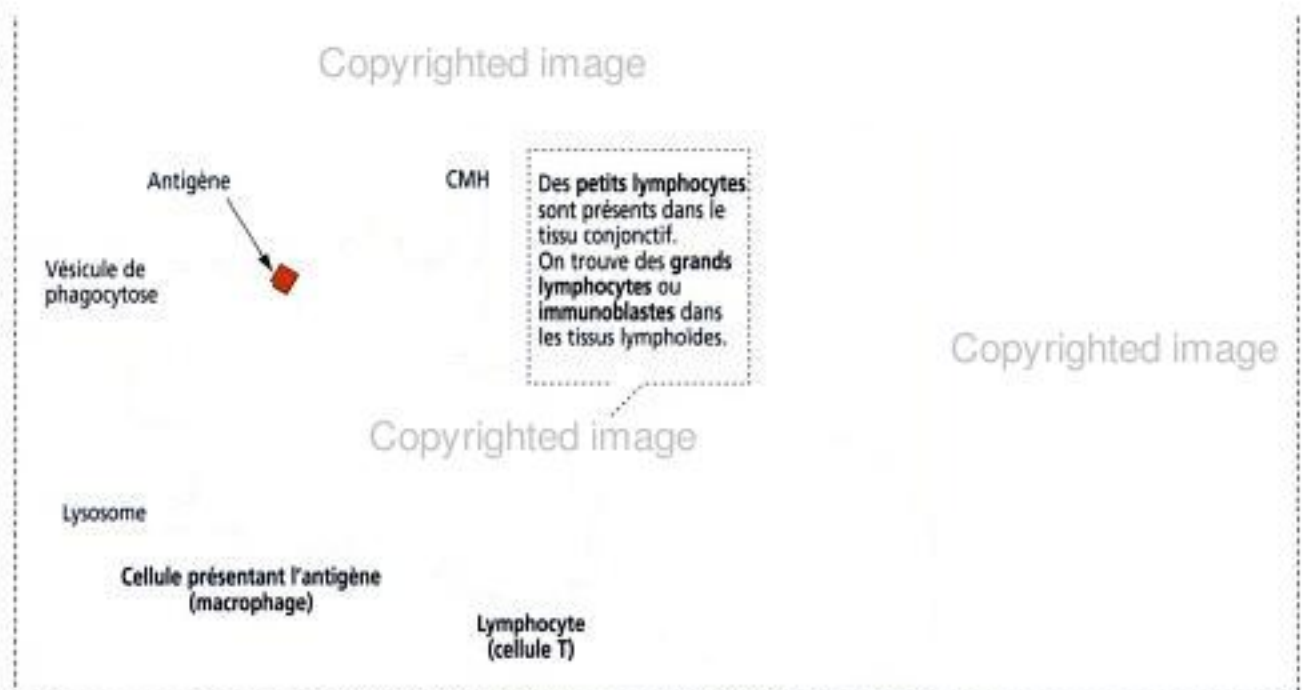 Copyrighted image
Antigène
CMH
Des petits lymphocytes
sont présents dans le
tissu conjonctif.
On trouve des grands
lymphocytes ou
immunoblastes dans
les tissus lymphoïdes.
Vésicule de
phagocytose
Copyrighted image
Copyrighted image
Lysosome
Cellule présentant l'antigène
(macrophage)
Lymphocyte
(cellule T)